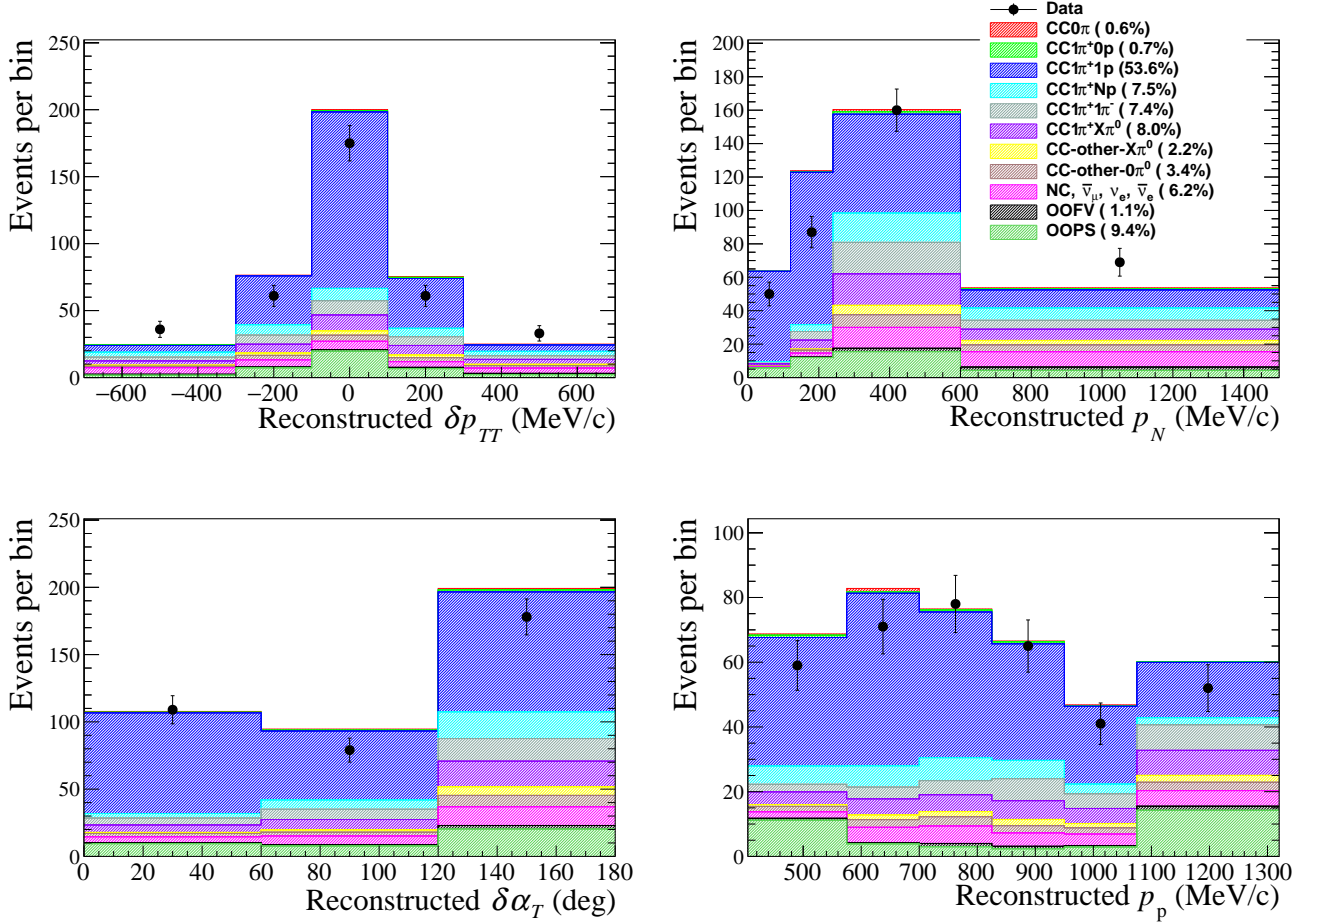 Events per bin
250
200
150
100
50
0
−600 −400 −200 0 200 400 600
Reconstructed δp_TT (MeV/c)
Events per bin
200
180
160
140
120
100
80
60
40
20
0
0 200 400 600 800 1000 1200 1400
Reconstructed p_N (MeV/c)
Data
CC0π ( 0.6%)
CC1π⁺0p ( 0.7%)
CC1π⁺1p (53.6%)
CC1π⁺Np ( 7.5%)
CC1π⁺1π⁻ ( 7.4%)
CC1π⁺Xπ⁰ ( 8.0%)
CC-other-Xπ⁰ ( 2.2%)
CC-other-0π⁰ ( 3.4%)
NC, ν̅_μ, ν_e, ν̅_e ( 6.2%)
OOFV ( 1.1%)
OOPS ( 9.4%)
Events per bin
250
200
150
100
50
0
0 20 40 60 80 100 120 140 160 180
Reconstructed δα_T (deg)
Events per bin
100
80
60
40
20
0
500 600 700 800 900 1000 1100 1200 1300
Reconstructed p_p (MeV/c)